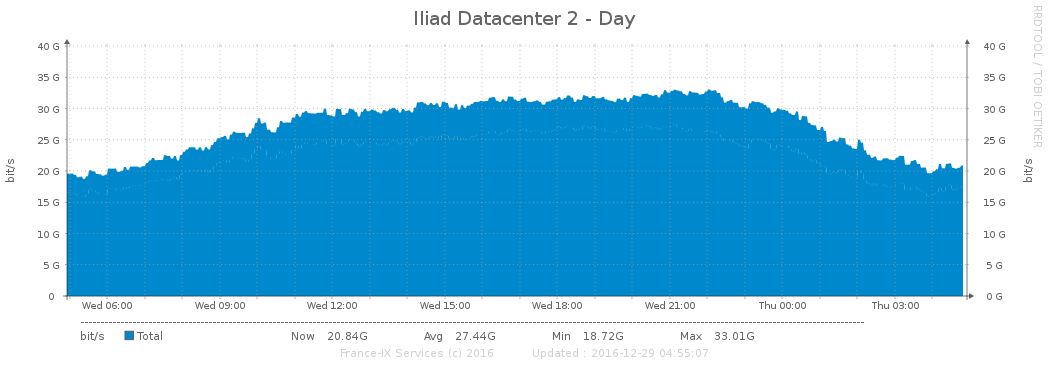 Iliad Datacenter 2 - Day
RRDTOOL / TOBI OETIKER
40 G 40 G
35 G 35 G
30 G 30 G
25 G 25 G
20 G 20 G
15 G 15 G
10 G 10 G
5 G 5 G
0 0 G
bit/s bit/s
Wed 06:00 Wed 09:00 Wed 12:00 Wed 15:00 Wed 18:00 Wed 21:00 Thu 00:00 Thu 03:00
bit/s Total Now 20.84G Avg 27.44G Min 18.72G Max 33.01G
France-IX Services (c) 2016 Updated : 2016-12-29 04:55:07